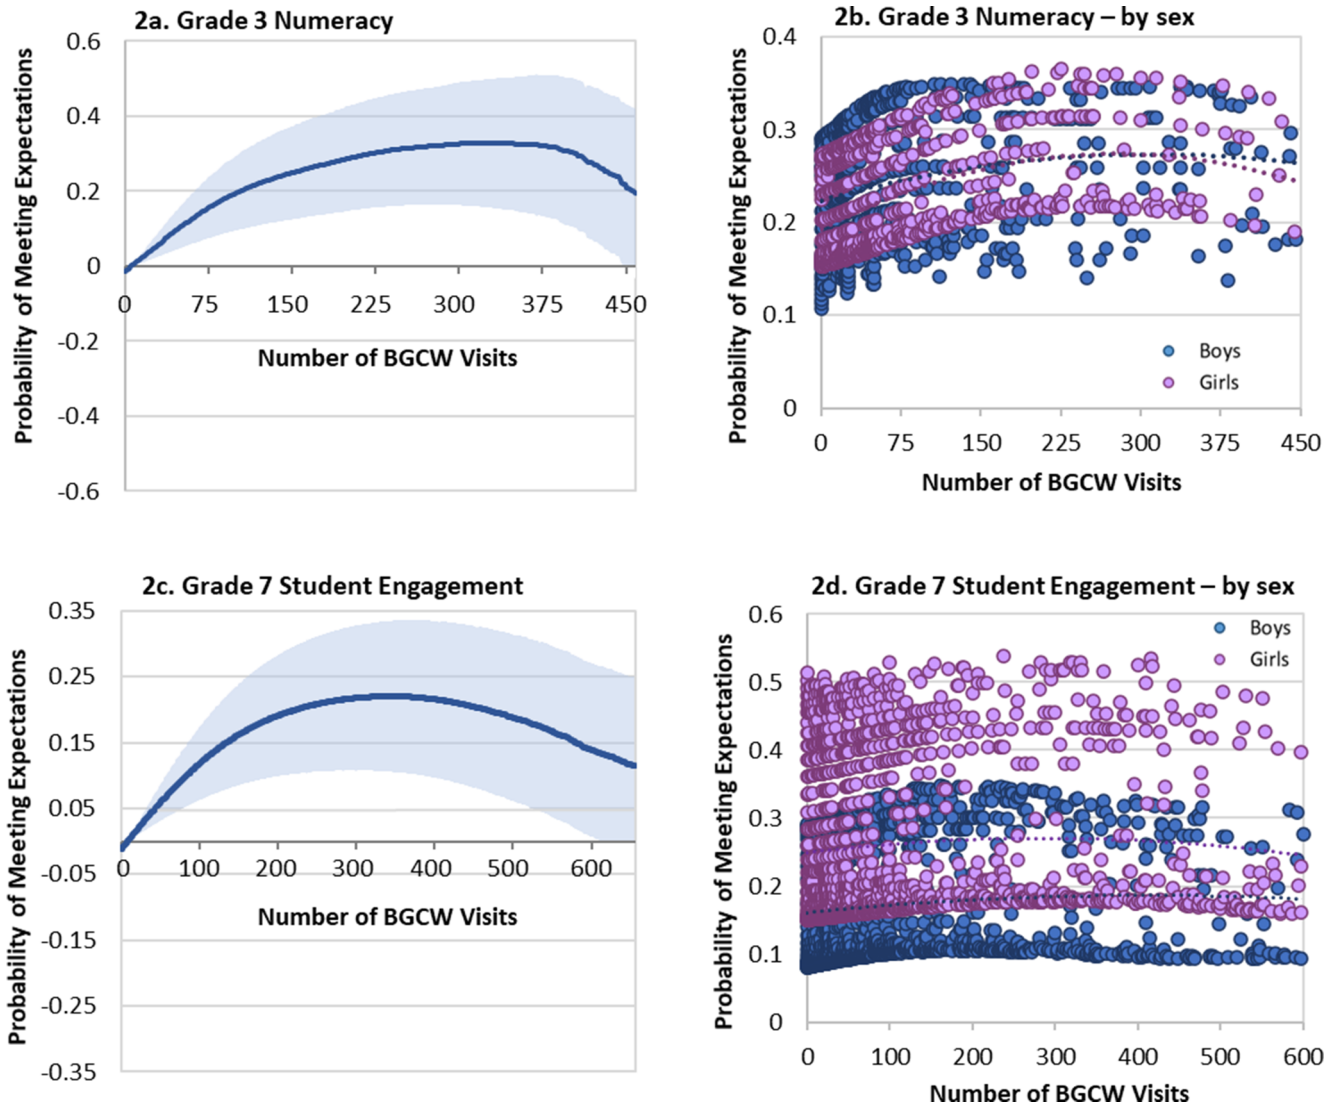 2a. Grade 3 Numeracy
Probability of Meeting Expectations
0.6
0.4
0.2
0
-0.2
-0.4
-0.6
0 75 150 225 300 375 450
Number of BGCW Visits
2b. Grade 3 Numeracy – by sex
Probability of Meeting Expectations
0.4
0.3
0.2
0.1
0
Boys
Girls
0 75 150 225 300 375 450
Number of BGCW Visits
2c. Grade 7 Student Engagement
Probability of Meeting Expectations
0.35
0.25
0.15
0.05
-0.05
-0.15
-0.25
-0.35
0 100 200 300 400 500 600
Number of BGCW Visits
2d. Grade 7 Student Engagement – by sex
Probability of Meeting Expectations
0.6
0.5
0.4
0.3
0.2
0.1
0
Boys
Girls
0 100 200 300 400 500 600
Number of BGCW Visits